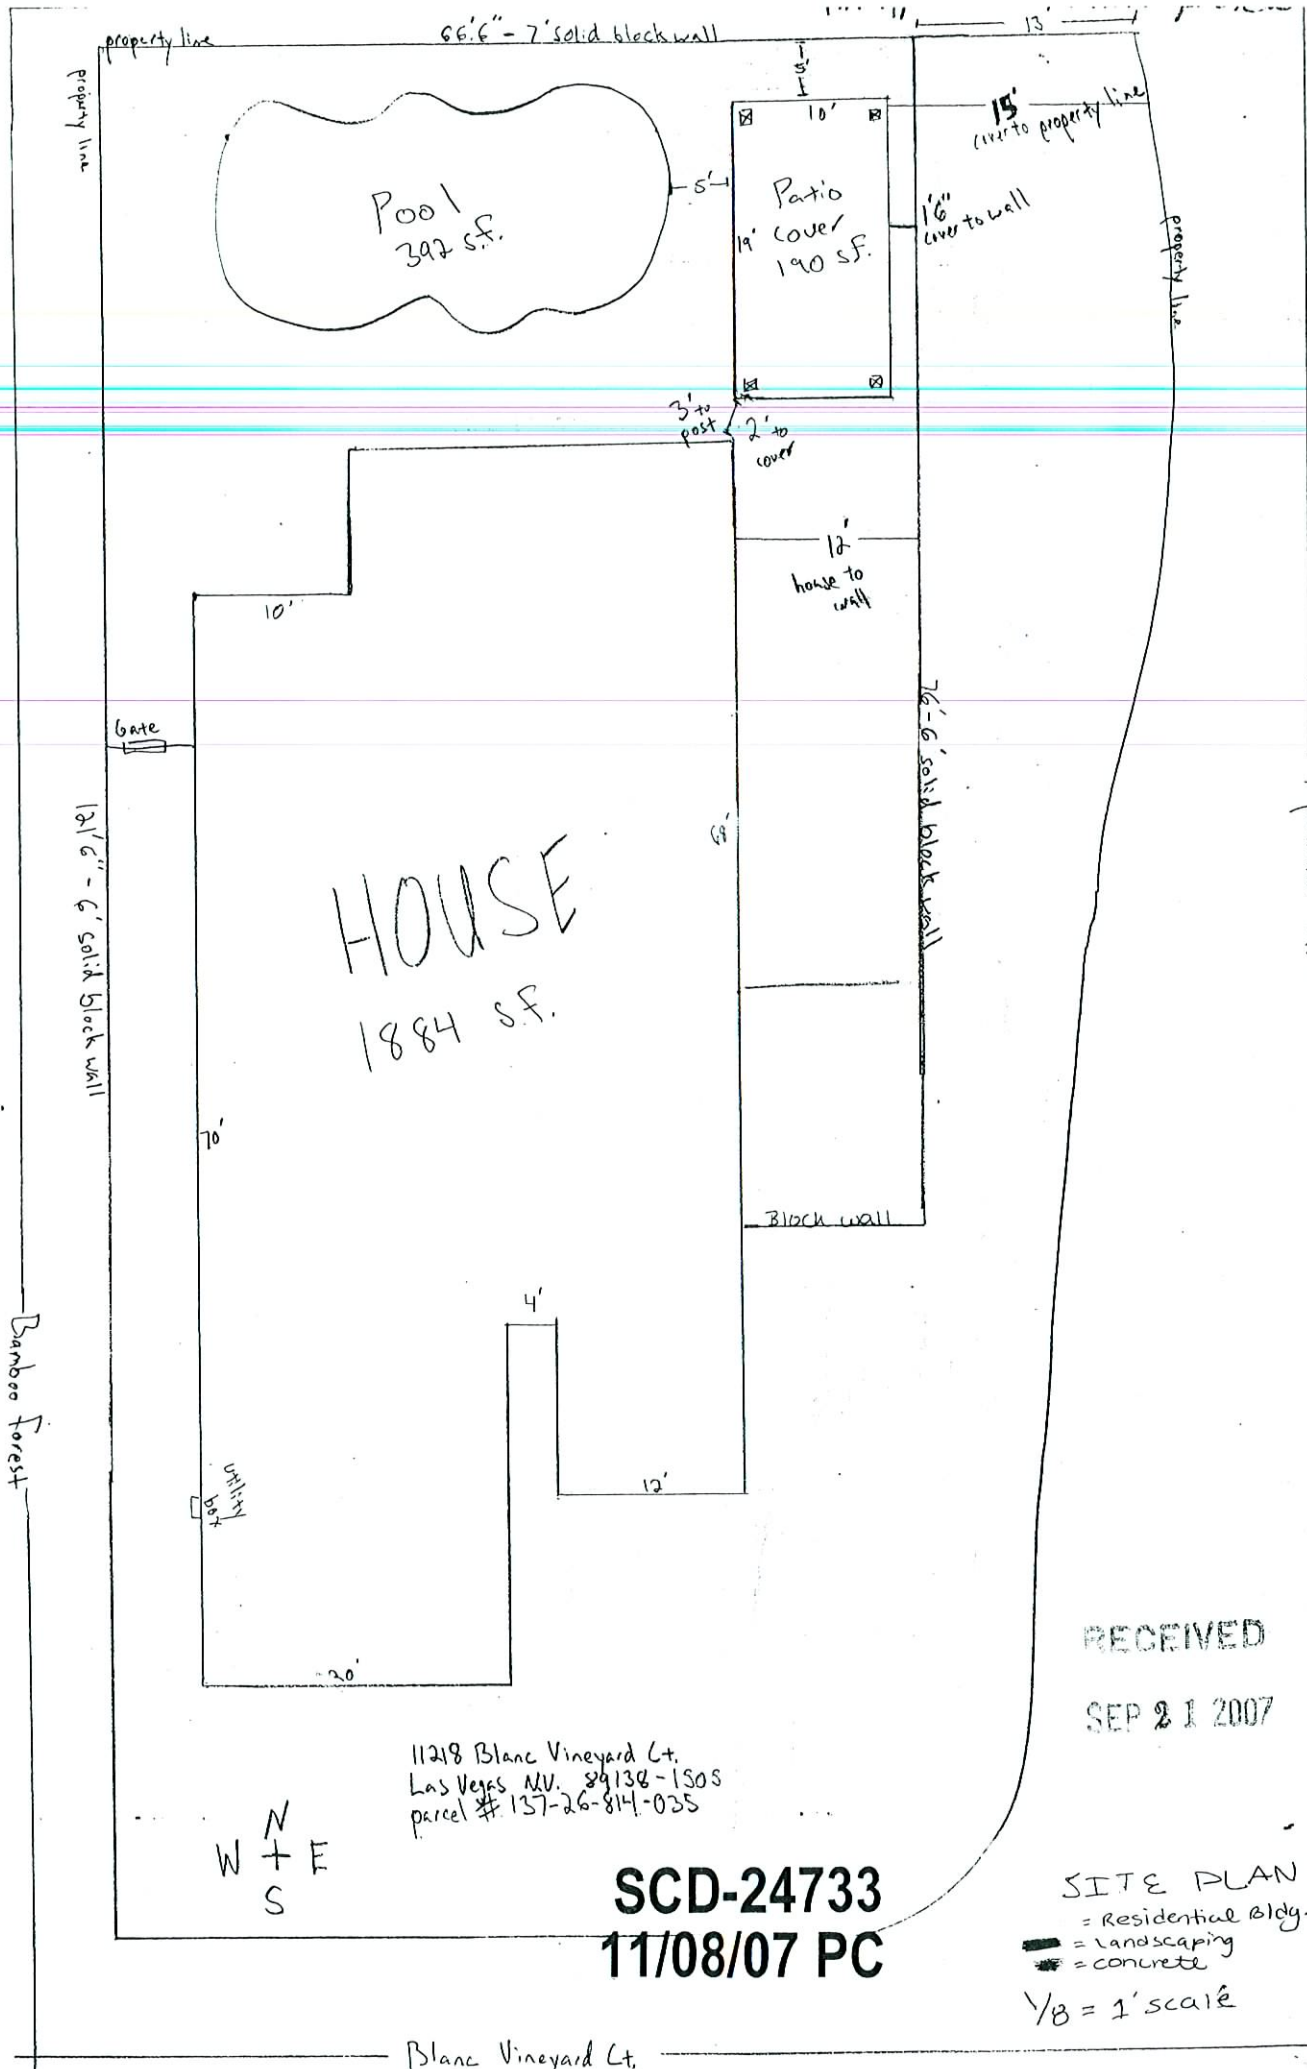 66'6" - 7' solid block wall
13'
property line
property line
5'
10'
15'
cover to property line
Pool
392 s.f.
5'
Patio
cover
190 s.f.
19'
1'6"
cover to wall
property line
3' to
post
2' to
cover
12'
house to
wall
10'
Gate
76' - 6' solid block wall
68'
121'6" - 6' solid block wall
HOUSE
1884 s.f.
70'
Block wall
4'
12'
Bamboo Forest
utility
box
20'
RECEIVED
SEP 21 2007
11218 Blanc Vineyard Ct.
Las Vegas NV. 89138-1505
parcel # 137-26-814-035
N
W + E
S
SCD-24733
11/08/07 PC
SITE PLAN
= Residential Bldg.
= landscaping
= concrete
1/8 = 1' scale
Blanc Vineyard Ct.